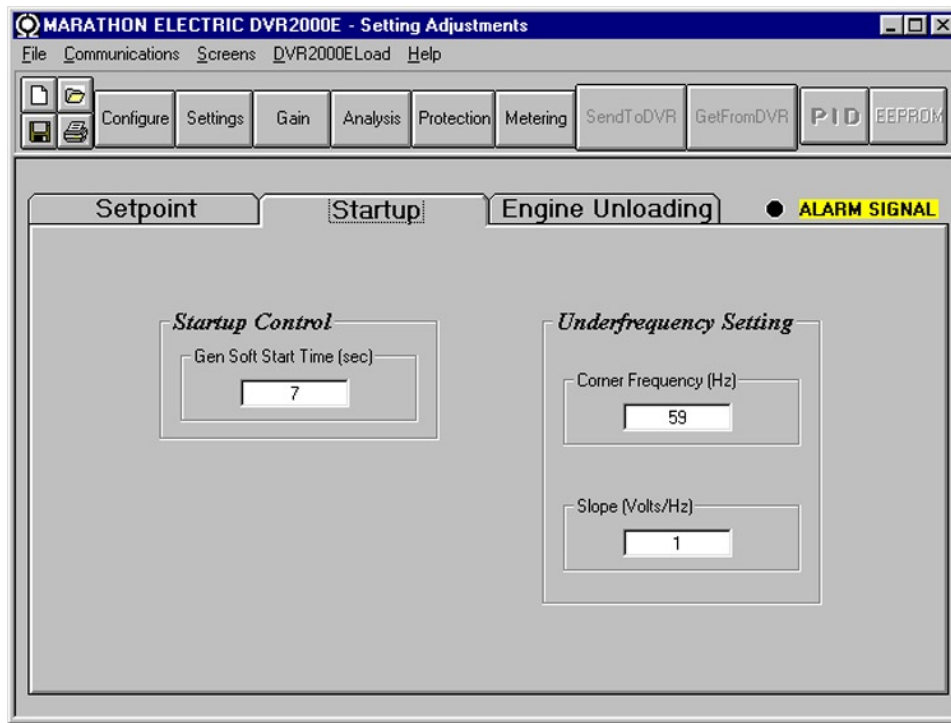 MARATHON ELECTRIC DVR2000E - Setting Adjustments
File Communications Screens DVR2000ELoad Help
Configure Settings Gain Analysis Protection Metering SendToDVR GetFromDVR PID EEPROM
Setpoint Startup Engine Unloading ALARM SIGNAL
Startup Control
Gen Soft Start Time (sec)
7
Underfrequency Setting
Corner Frequency (Hz)
59
Slope (Volts/Hz)
1